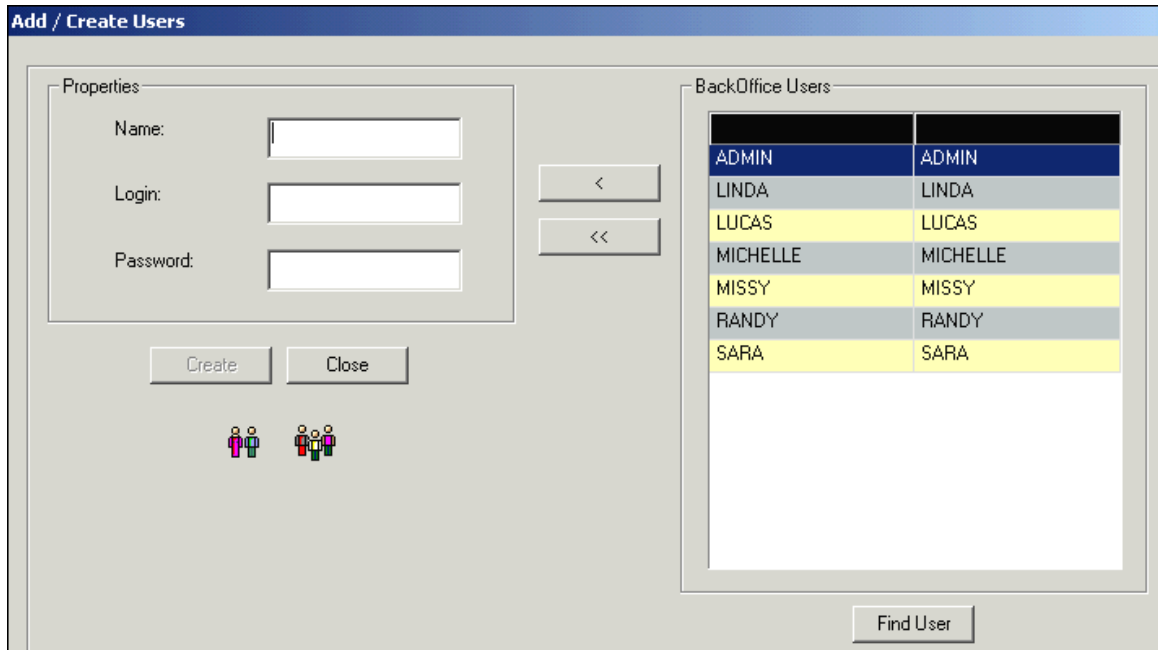 Add / Create Users
Properties
Name:
Login:
Password:
Create
Close
<
<<
BackOffice Users
ADMIN ADMIN
LINDA LINDA
LUCAS LUCAS
MICHELLE MICHELLE
MISSY MISSY
RANDY RANDY
SARA SARA
Find User